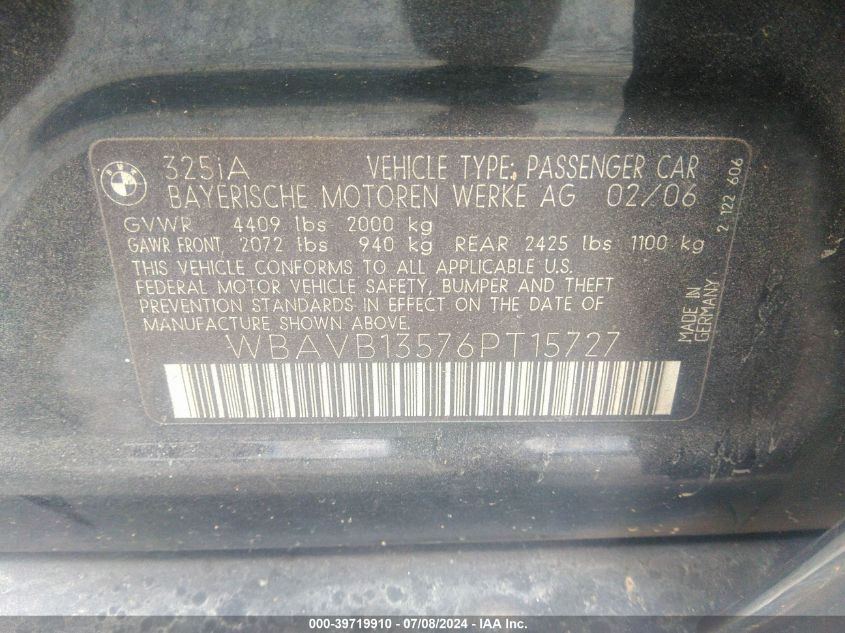 BMW
325iA VEHICLE TYPE: PASSENGER CAR
BAYERISCHE MOTOREN WERKE AG 02/06
GVWR 4409 lbs 2000 kg
GAWR FRONT, 2072 lbs 940 kg REAR 2425 lbs 1100 kg
THIS VEHICLE CONFORMS TO ALL APPLICABLE U.S.
FEDERAL MOTOR VEHICLE SAFETY, BUMPER AND THEFT
PREVENTION STANDARDS IN EFFECT ON THE DATE OF
MANUFACTURE SHOWN ABOVE.
WBAVB13576PT15727
2 122 606
MADE IN
GERMANY
000-39719910 - 07/08/2024 - IAA Inc.